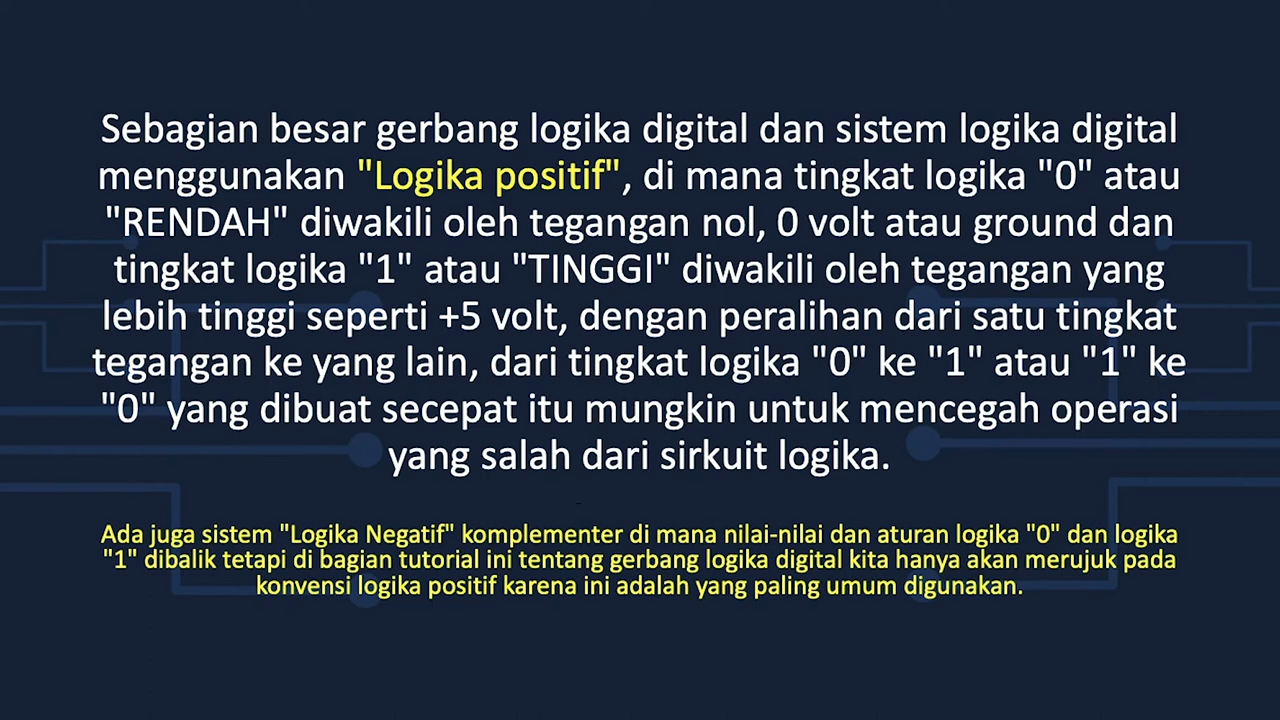 Sebagian besar gerbang logika digital dan sistem logika digital
menggunakan "Logika positif", di mana tingkat logika "0" atau
"RENDAH" diwakili oleh tegangan nol, 0 volt atau ground dan
tingkat logika "1" atau "TINGGI" diwakili oleh tegangan yang
lebih tinggi seperti +5 volt, dengan peralihan dari satu tingkat
tegangan ke yang lain, dari tingkat logika "0" ke "1" atau "1" ke
"0" yang dibuat secepat itu mungkin untuk mencegah operasi
yang salah dari sirkuit logika.
Ada juga sistem "Logika Negatif" komplementer di mana nilai-nilai dan aturan logika "0" dan logika
"1" dibalik tetapi di bagian tutorial ini tentang gerbang logika digital kita hanya akan merujuk pada
konvensi logika positif karena ini adalah yang paling umum digunakan.